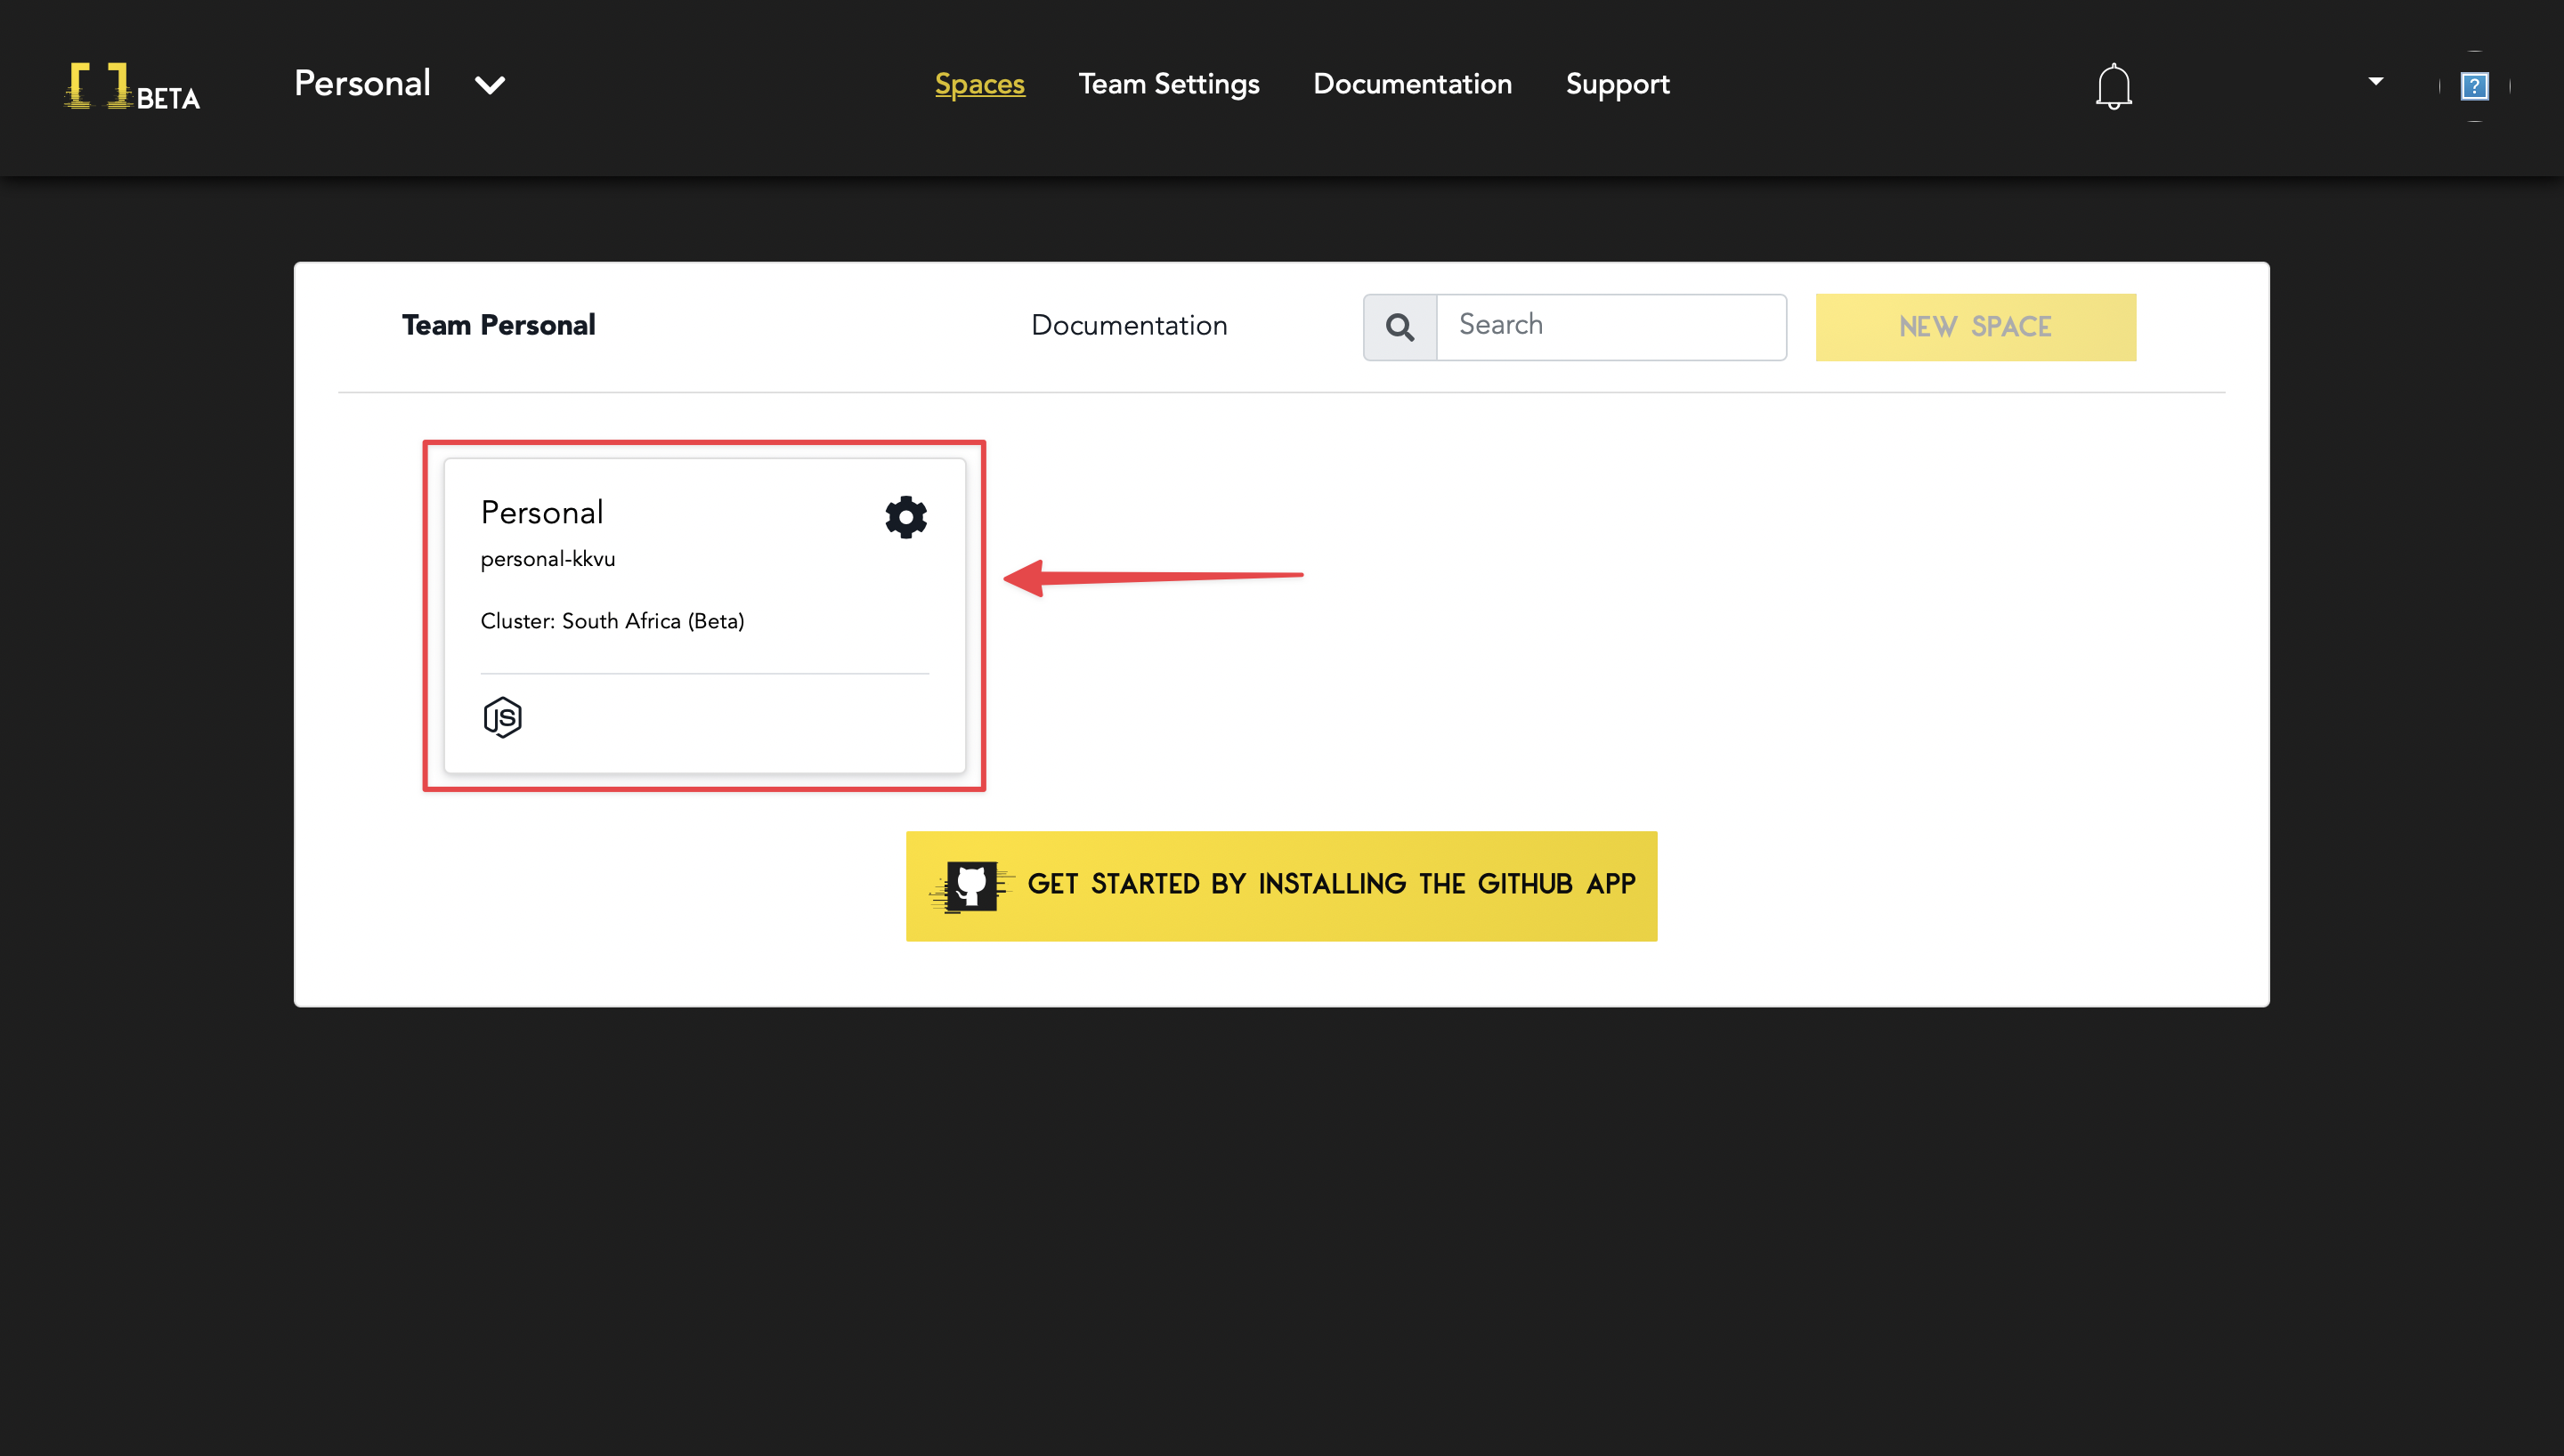 BETA
Personal
Spaces
Team Settings
Documentation
Support
?
Team Personal
Documentation
Search
NEW SPACE
Personal
personal-kkvu
Cluster: South Africa (Beta)
JS
GET STARTED BY INSTALLING THE GITHUB APP